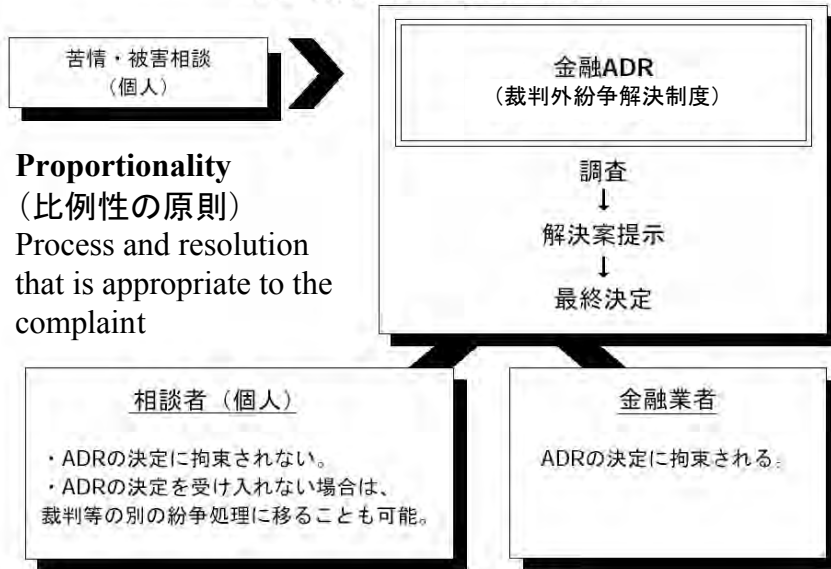 苦情・被害相談
(個人)
金融ADR
(裁判外紛争解決制度)
調査
↓
解決案提示
↓
最終決定
Proportionality
(比例性の原則)
Process and resolution
that is appropriate to the
complaint
相談者(個人)
・ADRの決定に拘束されない。
・ADRの決定を受け入れない場合は、
裁判等の別の紛争処理に移ることも可能。
金融業者
ADRの決定に拘束される。